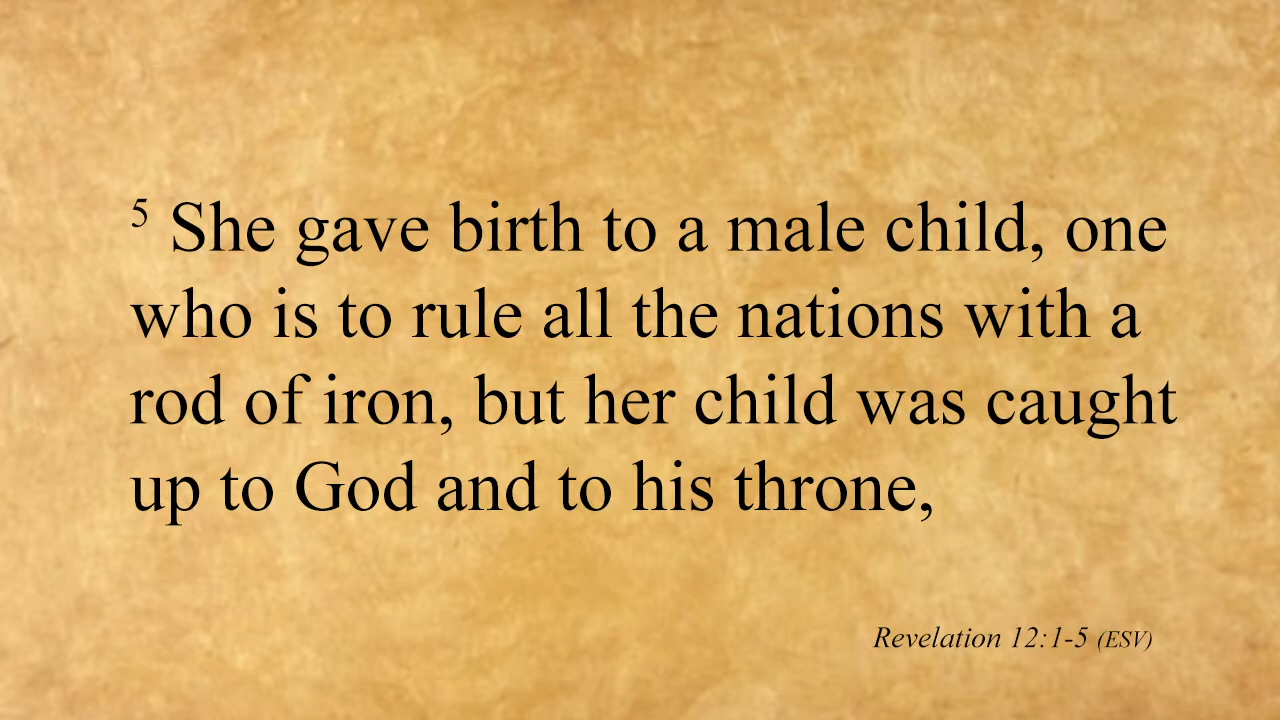 5 She gave birth to a male child, one
who is to rule all the nations with a
rod of iron, but her child was caught
up to God and to his throne,
Revelation 12:1-5 (ESV)